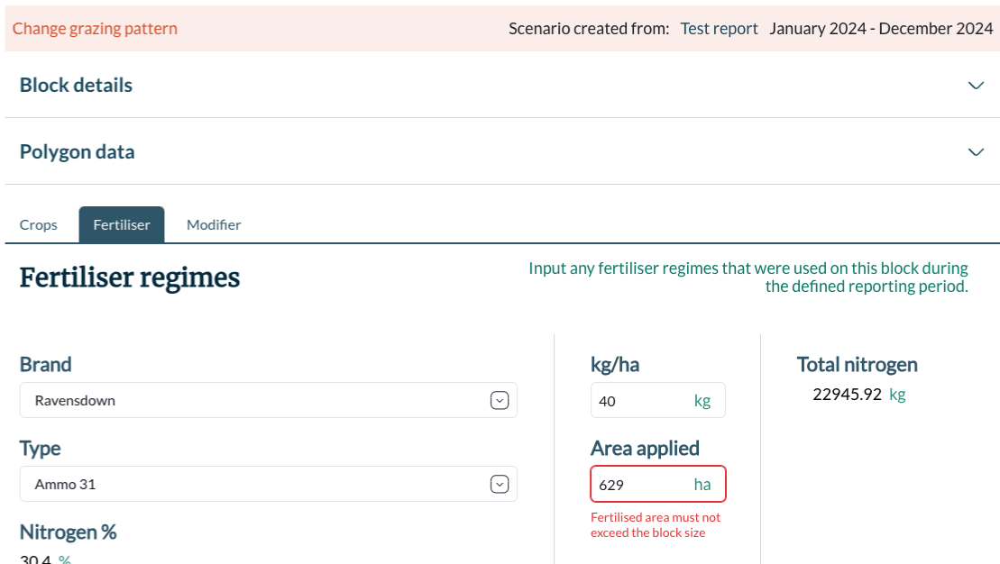 Change grazing pattern
Scenario created from: Test report January 2024 - December 2024
Block details
Polygon data
Crops Fertiliser Modifier
Fertiliser regimes
Input any fertiliser regimes that were used on this block during
the defined reporting period.
Brand
Ravensdown
Type
Ammo 31
Nitrogen %
30.4 %
kg/ha
40 kg
Area applied
629 ha
Fertilised area must not
exceed the block size
Total nitrogen
22945.92 kg